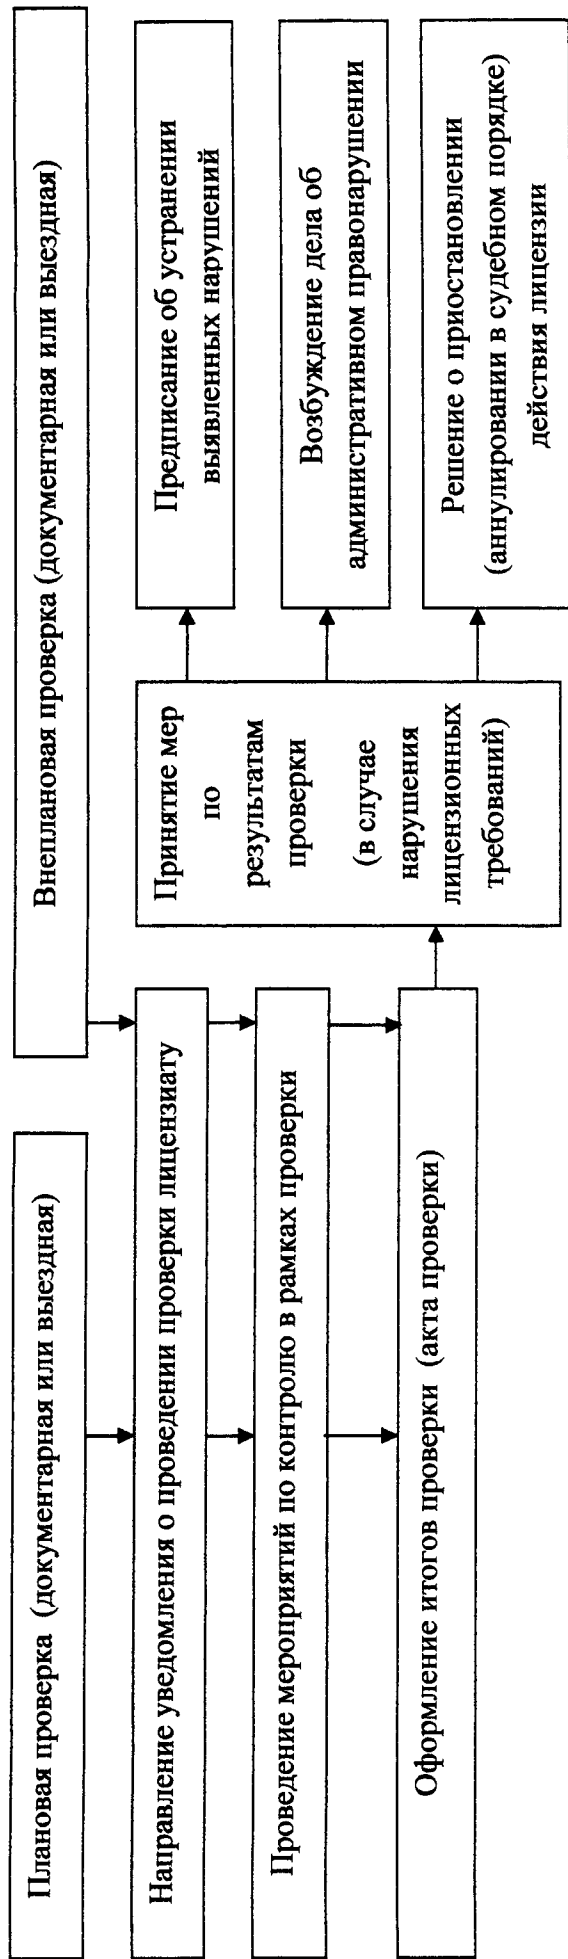 Плановая проверка (документарная или выездная)
Внеплановая проверка (документарная или выездная)
Направление уведомления о проведении проверки лицензиату
Проведение мероприятий по контролю в рамках проверки
Оформление итогов проверки (акта проверки)
Принятие мер
по
результатам
проверки
(в случае
нарушения
лицензионных
требований)
Предписание об устранении
выявленных нарушений
Возбуждение дела об
административном правонарушении
Решение о приостановлении
(аннулировании в судебном порядке)
действия лицензии